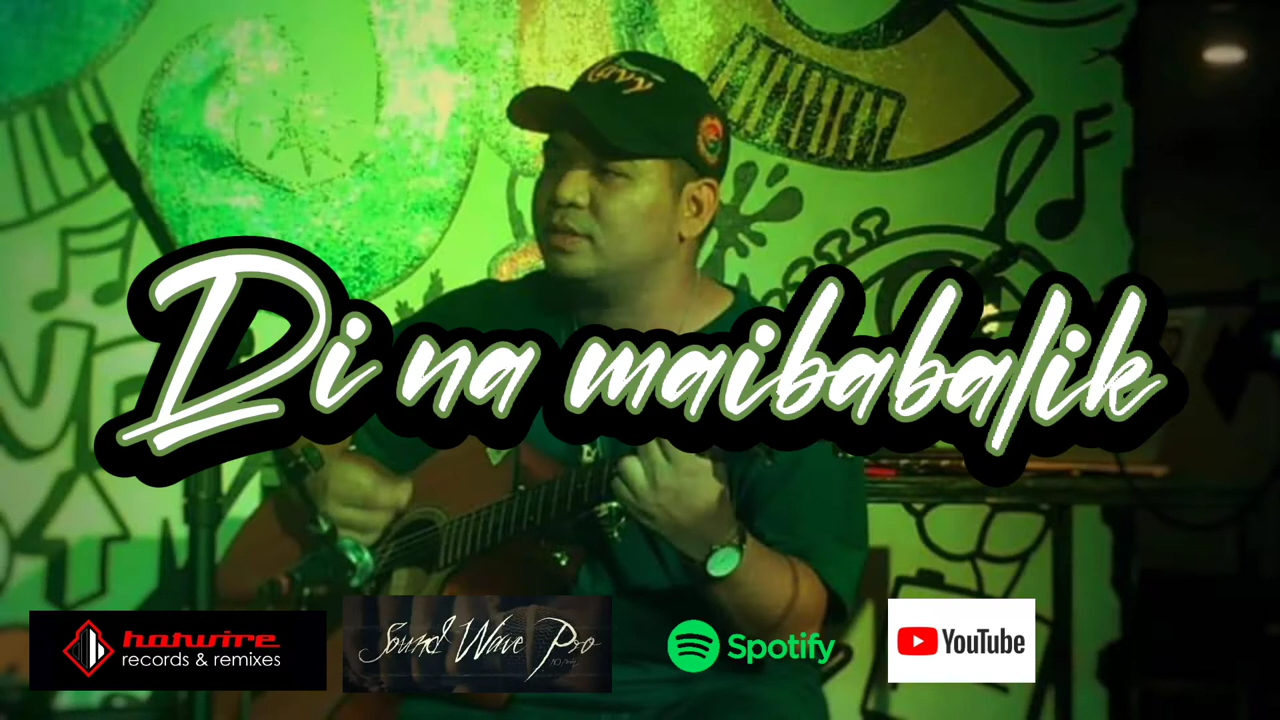 Di na maibabalik
hotwire
records & remixes
Sound Wave Pro
Spotify
YouTube